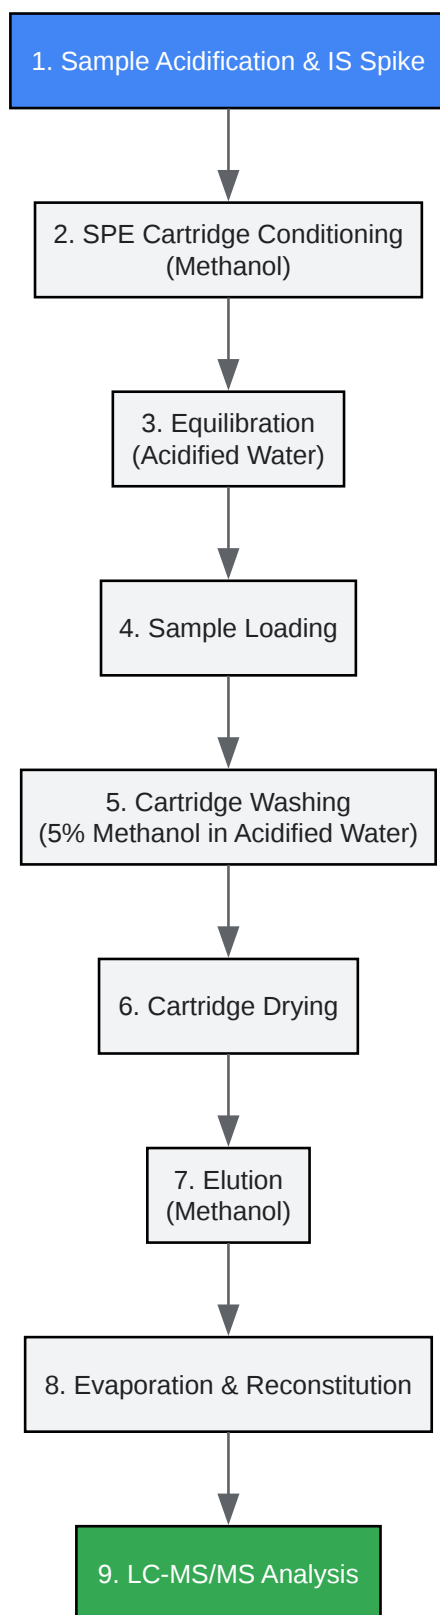 1. Sample Acidification & IS Spike
2. SPE Cartridge Conditioning
(Methanol)
3. Equilibration
(Acidified Water)
4. Sample Loading
5. Cartridge Washing
(5% Methanol in Acidified Water)
6. Cartridge Drying
7. Elution
(Methanol)
8. Evaporation & Reconstitution
9. LC-MS/MS Analysis